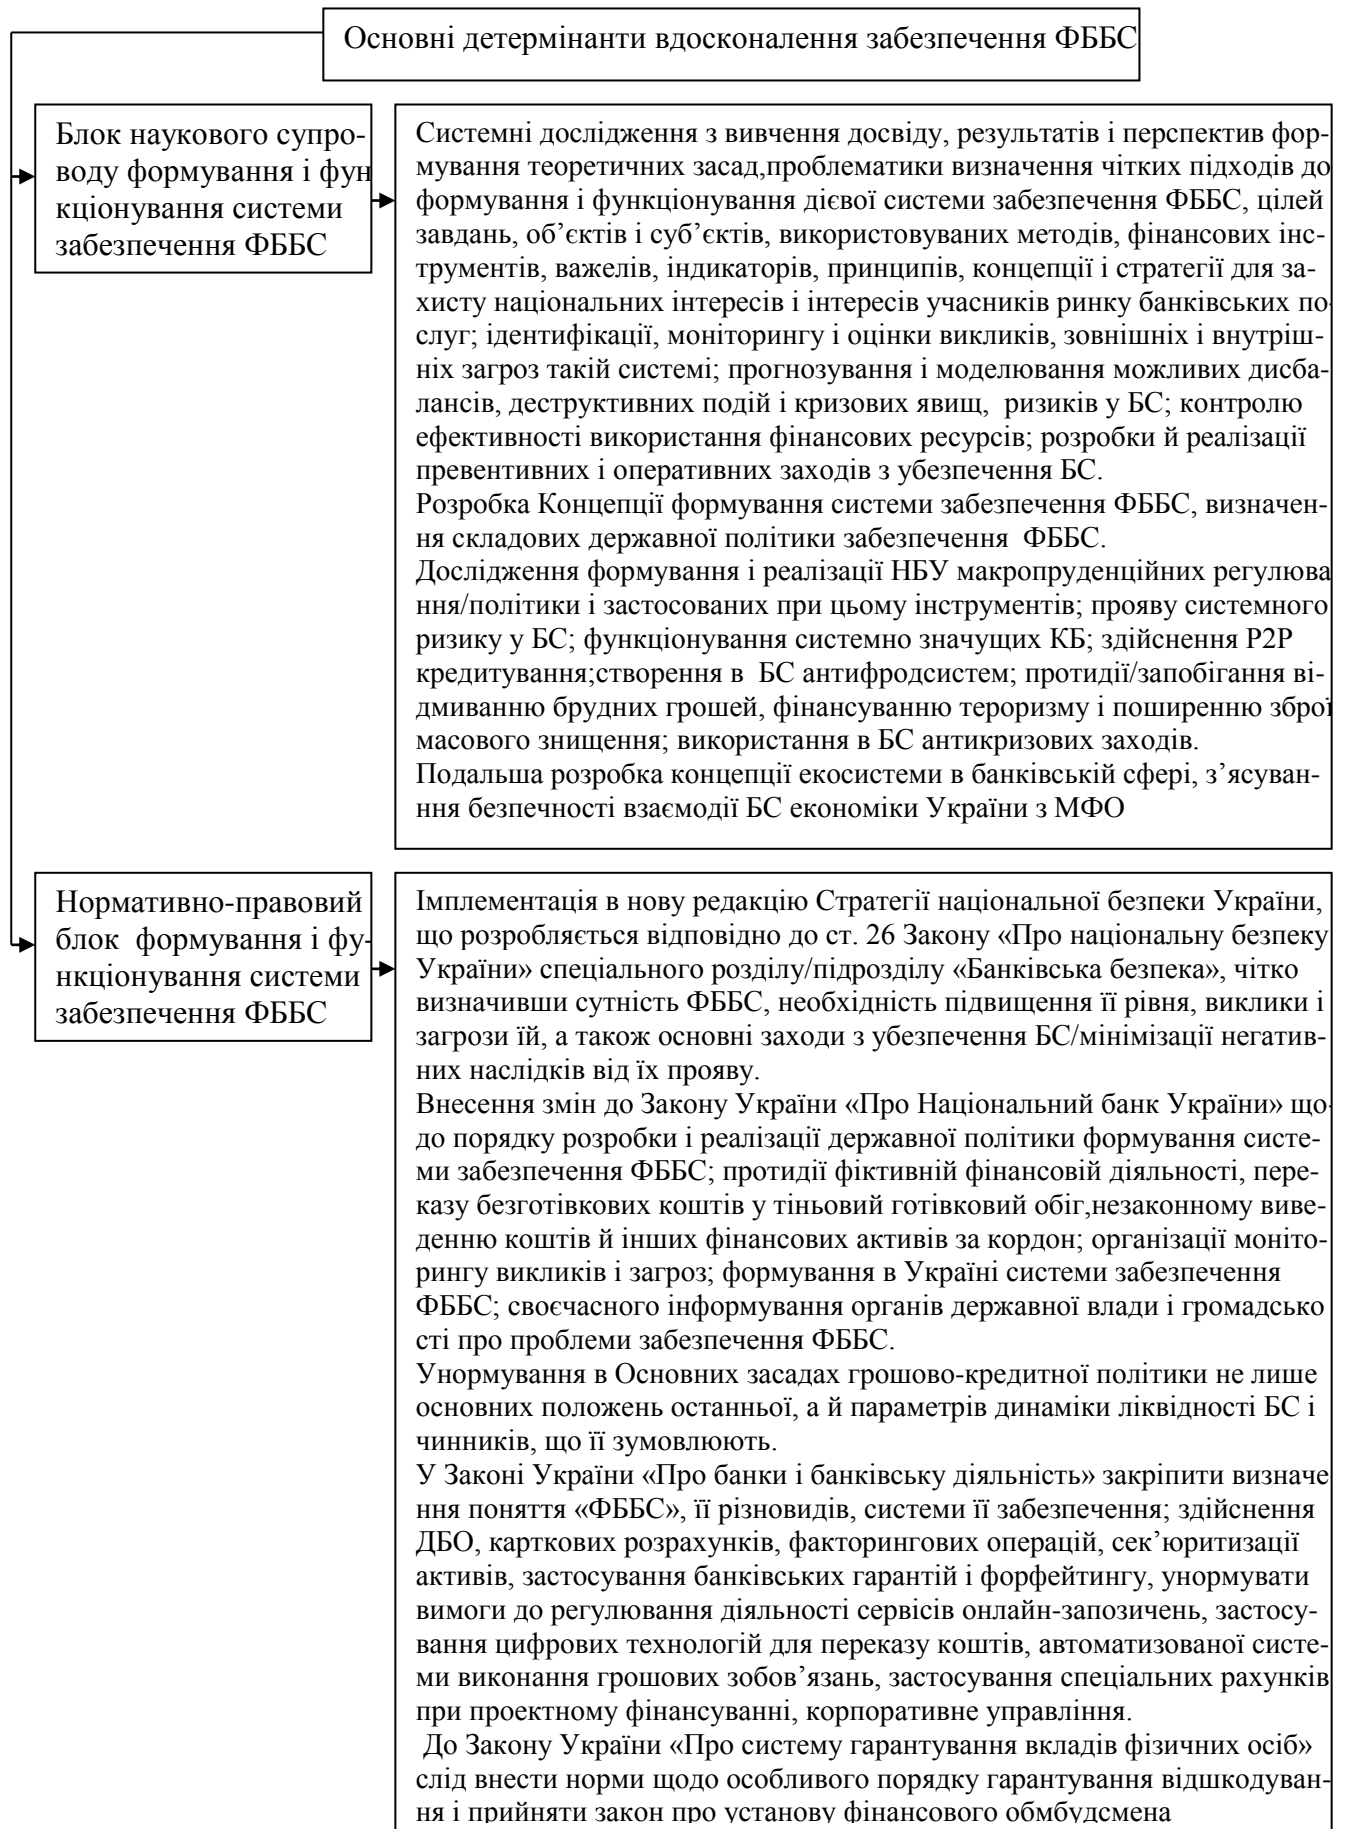 Основні детермінанти вдосконалення забезпечення ФББС
Блок наукового супро-
воду формування і фун
кціонування системи
забезпечення ФББС
Системні дослідження з вивчення досвіду, результатів і перспектив фор-
мування теоретичних засад,проблематики визначення чітких підходів до
формування і функціонування дієвої системи забезпечення ФББС, цілей
завдань, об’єктів і суб’єктів, використовуваних методів, фінансових інс-
трументів, важелів, індикаторів, принципів, концепції і стратегії для за-
хисту національних інтересів і інтересів учасників ринку банківських по-
слуг; ідентифікації, моніторингу і оцінки викликів, зовнішніх і внутріш-
ніх загроз такій системі; прогнозування і моделювання можливих дисба-
лансів, деструктивних подій і кризових явищ, ризиків у БС; контролю
ефективності використання фінансових ресурсів; розробки й реалізації
превентивних і оперативних заходів з убезпечення БС.
Розробка Концепції формування системи забезпечення ФББС, визначен-
ня складових державної політики забезпечення ФББС.
Дослідження формування і реалізації НБУ макропруденційних регулюва
ння/політики і застосованих при цьому інструментів; прояву системного
ризику у БС; функціонування системно значущих КБ; здійснення Р2Р
кредитування;створення в БС антифродсистем; протидії/запобігання ві-
дмиванню брудних грошей, фінансуванню тероризму і поширенню зброї
масового знищення; використання в БС антикризових заходів.
Подальша розробка концепції екосистеми в банківській сфері, з’ясуван-
ння безпечності взаємодії БС економіки України з МФО
Нормативно-правовий
блок формування і фу-
нкціонування системи
забезпечення ФББС
Імплементація в нову редакцію Стратегії національної безпеки України,
що розробляється відповідно до ст. 26 Закону «Про національну безпеку
України» спеціального розділу/підрозділу «Банківська безпека», чітко
визначивши сутність ФББС, необхідність підвищення її рівня, виклики і
загрози їй, а також основні заходи з убезпечення БС/мінімізації негатив-
них наслідків від їх прояву.
Внесення змін до Закону України «Про Національний банк України» що-
до порядку розробки і реалізації державної політики формування систе-
ми забезпечення ФББС; протидії фіктивній фінансовій діяльності, пере-
казу безготівкових коштів у тіньовий готівковий обіг,незаконному виве-
денню коштів й інших фінансових активів за кордон; організації моніто-
рингу викликів і загроз; формування в Україні системи забезпечення
ФББС; своєчасного інформування органів державної влади і громадсько
сті про проблеми забезпечення ФББС.
Унормування в Основних засадах грошово-кредитної політики не лише
основних положень останньої, а й параметрів динаміки ліквідності БС і
чинників, що її зумовлюють.
У Законі України «Про банки і банківську діяльність» закріпити визначе
ння поняття «ФББС», її різновидів, системи її забезпечення; здійснення
ДБО, карткових розрахунків, факторингових операцій, сек’юритизації
активів, застосування банківських гарантій і форфейтингу, унормувати
вимоги до регулювання діяльності сервісів онлайн-запозичень, застосу-
вання цифрових технологій для переказу коштів, автоматизованої систе-
ми виконання грошових зобов’язань, застосування спеціальних рахунків
при проектному фінансуванні, корпоративне управління.
До Закону України «Про систему гарантування вкладів фізичних осіб»
слід внести норми щодо особливого порядку гарантування відшкодуван-
ня і прийняти закон про установу фінансового обмбудсмена